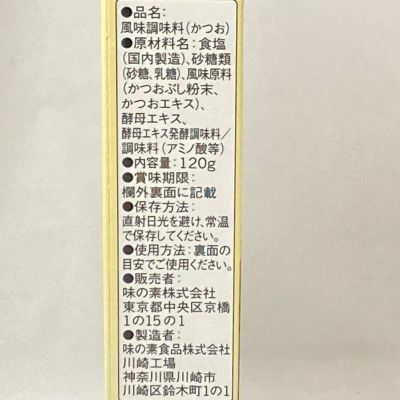 ●品名:
風味調味料(かつお)
●原材料名:食塩
(国内製造)、砂糖類
(砂糖、乳糖)、風味原料
(かつおぶし粉末、
かつおエキス)、
酵母エキス、
酵母エキス発酵調味料/
調味料(アミノ酸等)
●内容量:120g
●賞味期限:
欄外裏面に記載
●保存方法:
直射日光を避け、常温
で保存してください。
●使用方法:裏面の
目安でご使用ください。
●販売者:
味の素株式会社
東京都中央区京橋
1の15の1
●製造者:
味の素食品株式会社
川崎工場
神奈川県川崎市
川崎区鈴木町1の1